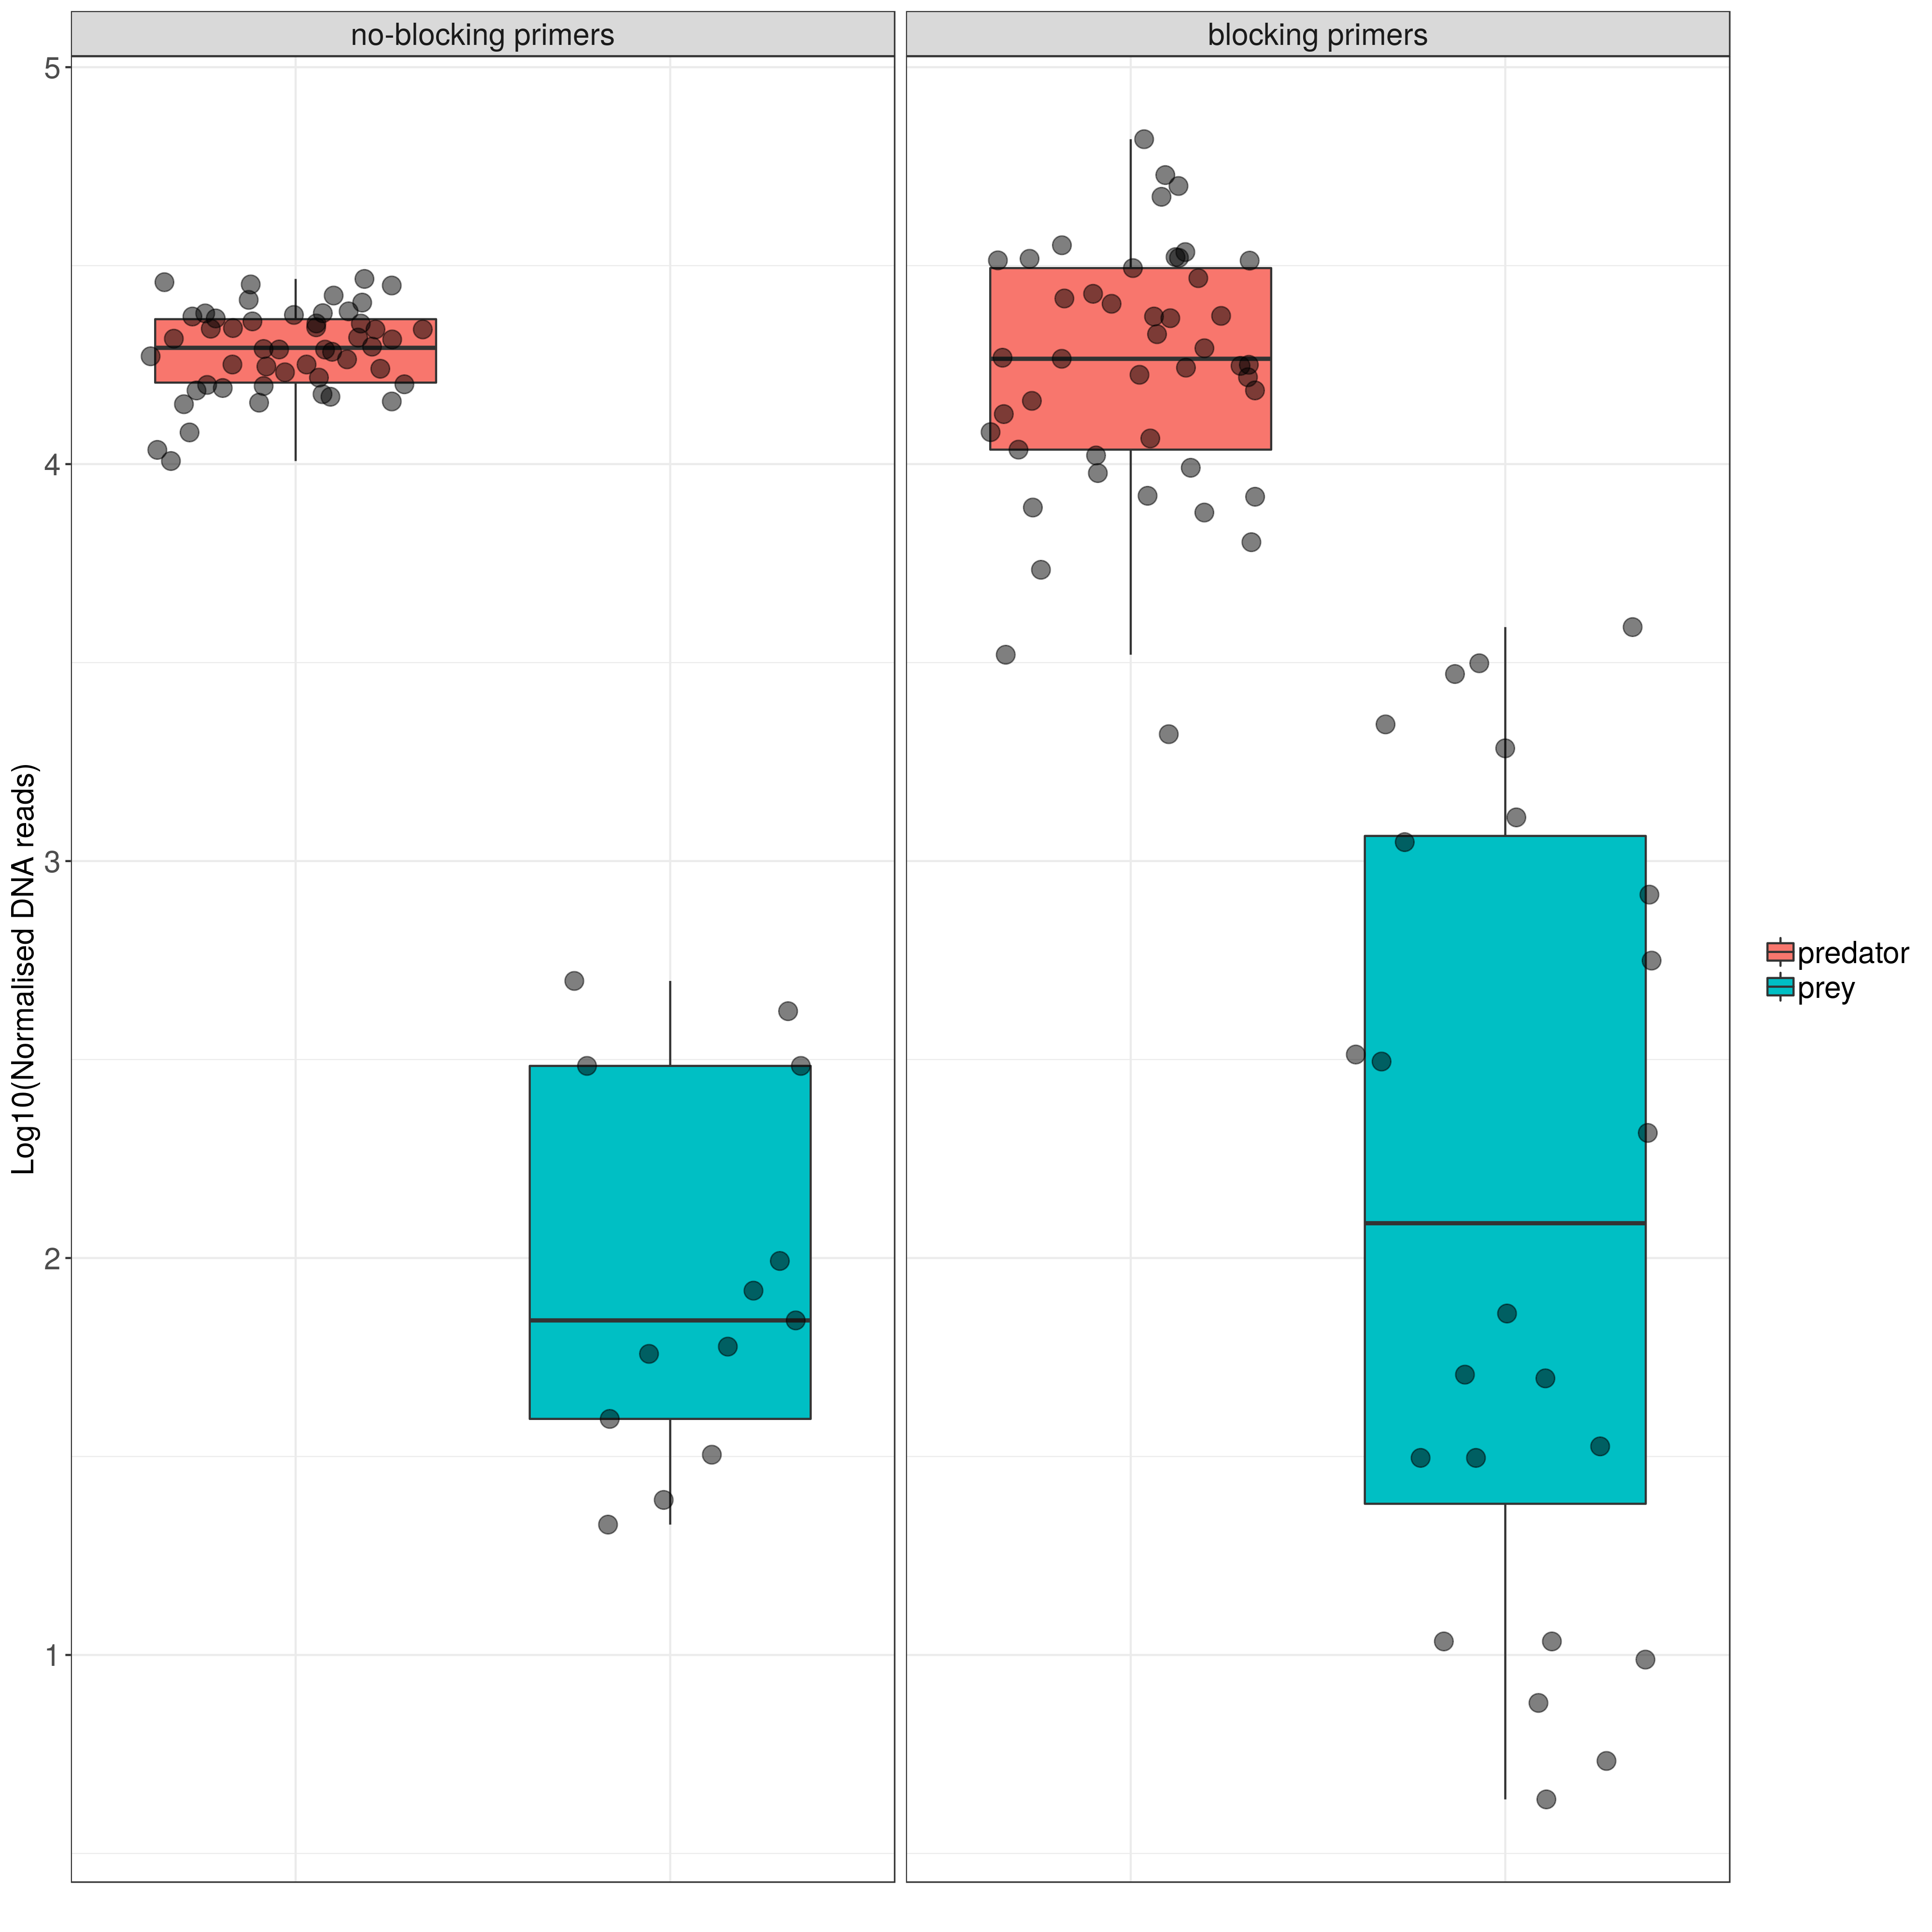 no-blocking primers
blocking primers
5
4
3
2
1
Log10(Normalised DNA reads)
predator
prey